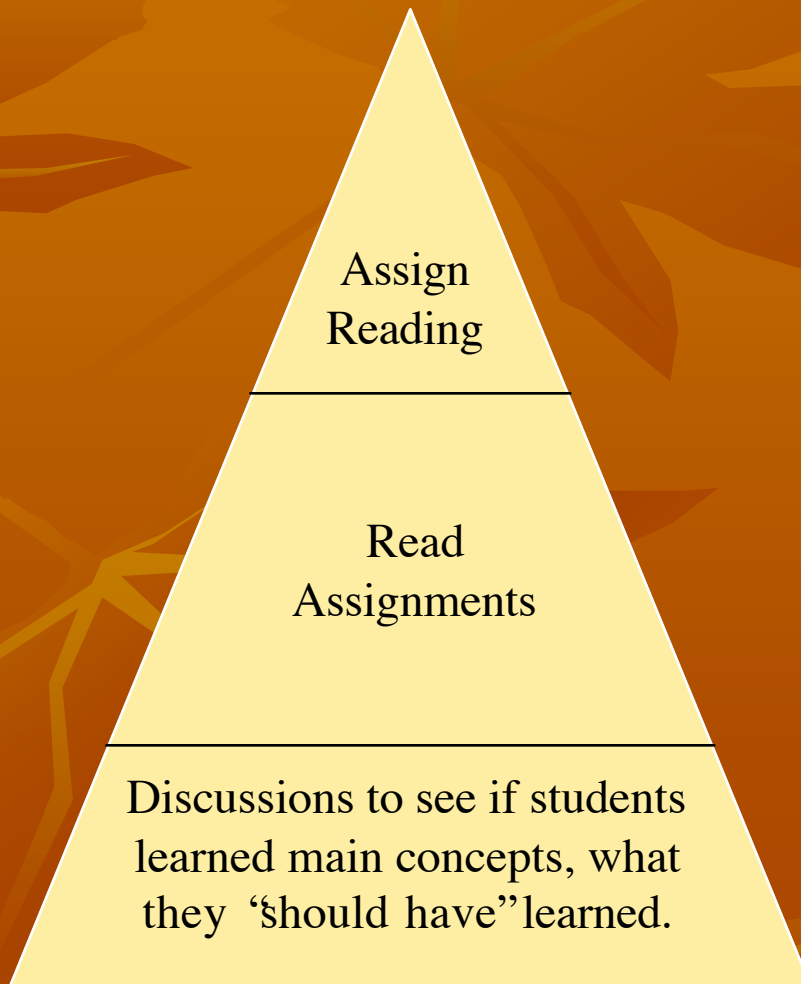 Assign
Reading
Read
Assignments
Discussions to see if students
learned main concepts, what
they “should have” learned.